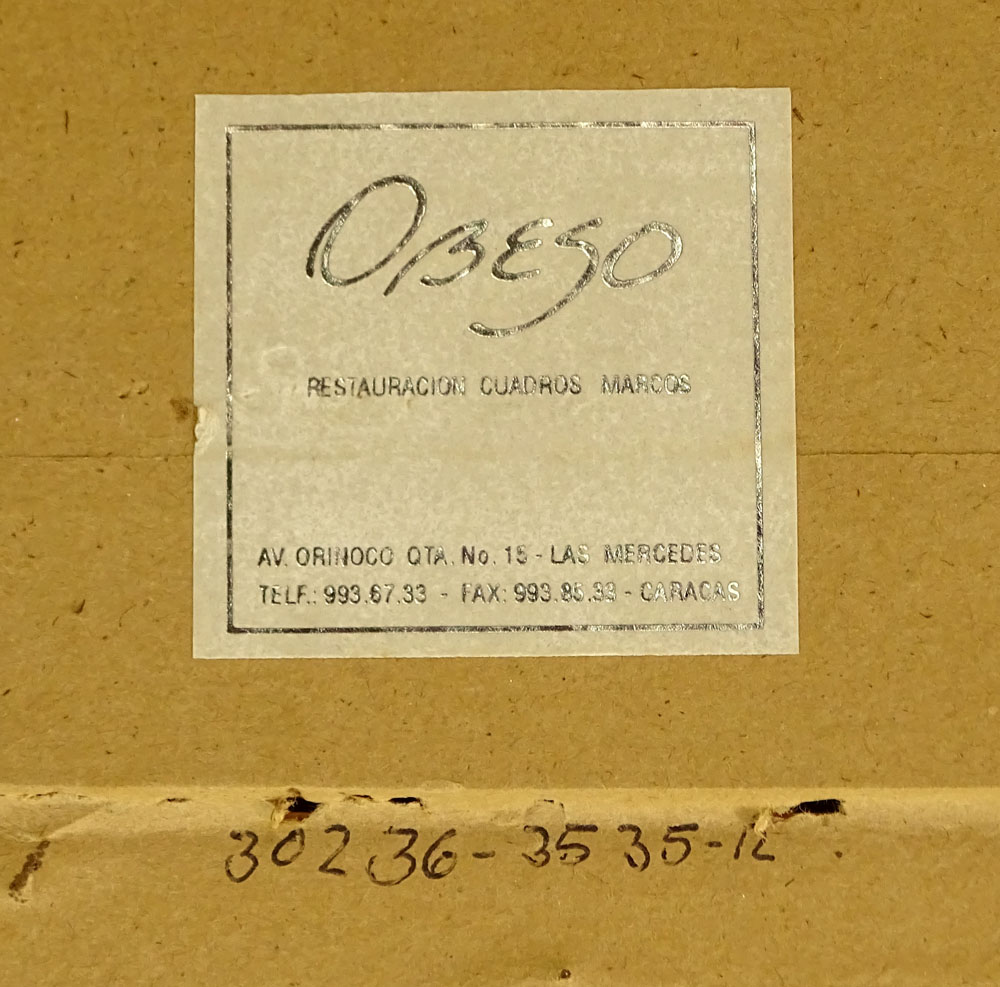 OBESO
RESTAURACION CUADROS MARCOS
AV. ORINOCO QTA. No. 15 - LAS MERCEDES
TELF.: 993.67.33 - FAX: 993.85.33 - CARACAS
30236-3535-12